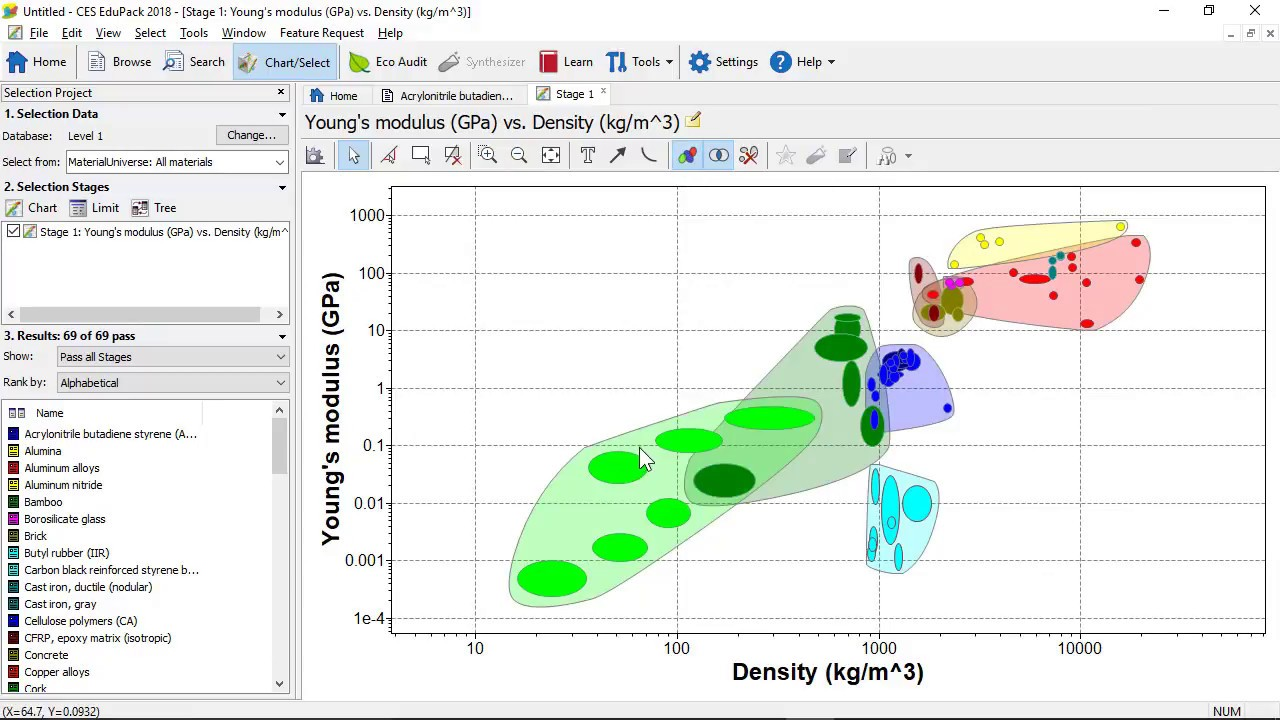 Untitled - CES EduPack 2018 - [Stage 1: Young's modulus (GPa) vs. Density (kg/m^3)]
File Edit View Select Tools Window Feature Request Help
Home Browse Search Chart/Select Eco Audit Synthesizer Learn Tools Settings Help
Selection Project
1. Selection Data
Database: Level 1 Change...
Select from: MaterialUniverse: All materials
2. Selection Stages
Chart Limit Tree
Stage 1: Young's modulus (GPa) vs. Density (kg/m^
3. Results: 69 of 69 pass
Show: Pass all Stages
Rank by: Alphabetical
Name
Acrylonitrile butadiene styrene (A...
Alumina
Aluminum alloys
Aluminum nitride
Bamboo
Borosilicate glass
Brick
Butyl rubber (IIR)
Carbon black reinforced styrene b...
Cast iron, ductile (nodular)
Cast iron, gray
Cellulose polymers (CA)
CFRP, epoxy matrix (isotropic)
Concrete
Copper alloys
Cork
Home Acrylonitrile butadien... Stage 1
Young's modulus (GPa) vs. Density (kg/m^3)
Young's modulus (GPa)
1000
100
10
1
0.1
0.01
0.001
1e-4
10 100 1000 10000
Density (kg/m^3)
(X=64.7, Y=0.0932)
NUM